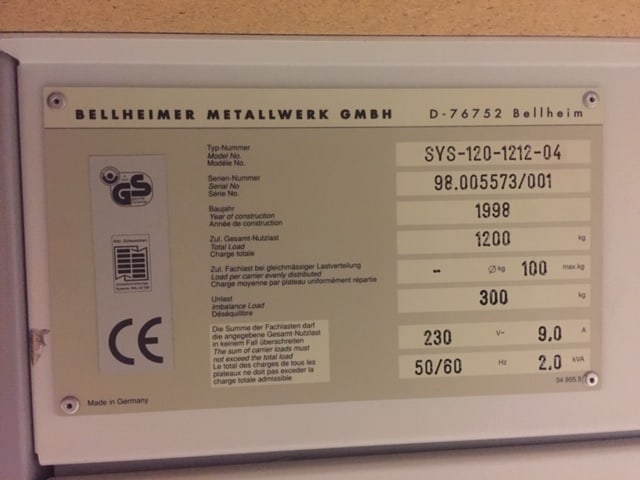 BELLHEIMER METALLWERK GMBH D-76752 Bellheim
Typ-Nummer
Model No.
Modèle No.
SYS-120-1212-04
Serien-Nummer
Serial No
Série No.
98.005573/001
Baujahr
Year of construction
Année de construction
1998
Zul. Gesamt-Nutzlast
Total Load
Charge totale
1200 kg
Zul. Fachlast bei gleichmässiger Lastverteilung
Load per carrier evenly distributed
Charge moyenne par plateau uniformément répartie
- Ø kg 100 max.kg
Unlast
Imbalance Load
Déséquilibre
300 kg
Die Summe der Fachlasten darf
die angegebene Gesamt-Nutzlast
in keinem Fall überschreiten
The sum of carrier loads must
not exceed the total load
Le total des charges de tous les
plateaux ne doit pas exceder la
charge totale admissible
230 V~ 9,0 A
50/60 Hz 2,0 kVA
GS
CE
Made in Germany